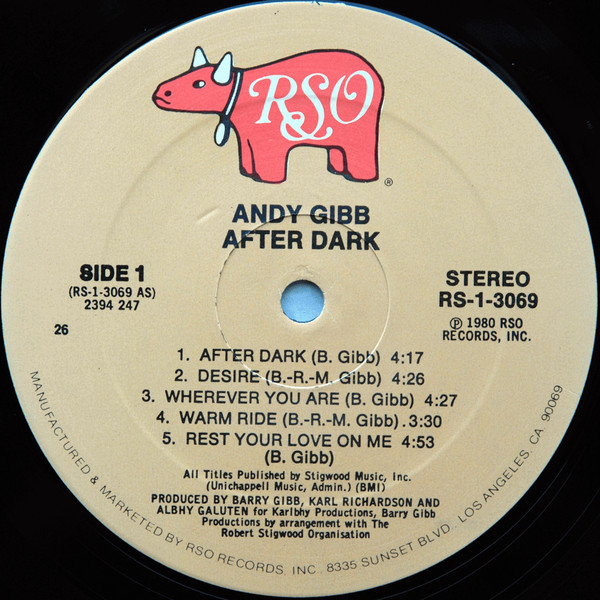 RSO
®
ANDY GIBB
AFTER DARK
SIDE 1
(RS-1-3069 AS)
2394 247
26
STEREO
RS-1-3069
℗ 1980 RSO
RECORDS, INC.
1. AFTER DARK (B. Gibb) 4:17
2. DESIRE (B.-R.-M. Gibb) 4:26
3. WHEREVER YOU ARE (B. Gibb) 4:27
4. WARM RIDE (B.-R.-M. Gibb) . 3:30
5. REST YOUR LOVE ON ME 4:53
(B. Gibb)
All Titles Published by Stigwood Music, Inc.
(Unichappell Music, Admin.) (BMI)
PRODUCED BY BARRY GIBB, KARL RICHARDSON AND
ALBHY GALUTEN for Karlbhy Productions, Barry Gibb
Productions by arrangement with The
Robert Stigwood Organisation
MANUFACTURED & MARKETED BY RSO RECORDS, INC., 8335 SUNSET BLVD., LOS ANGELES, CA. 90069